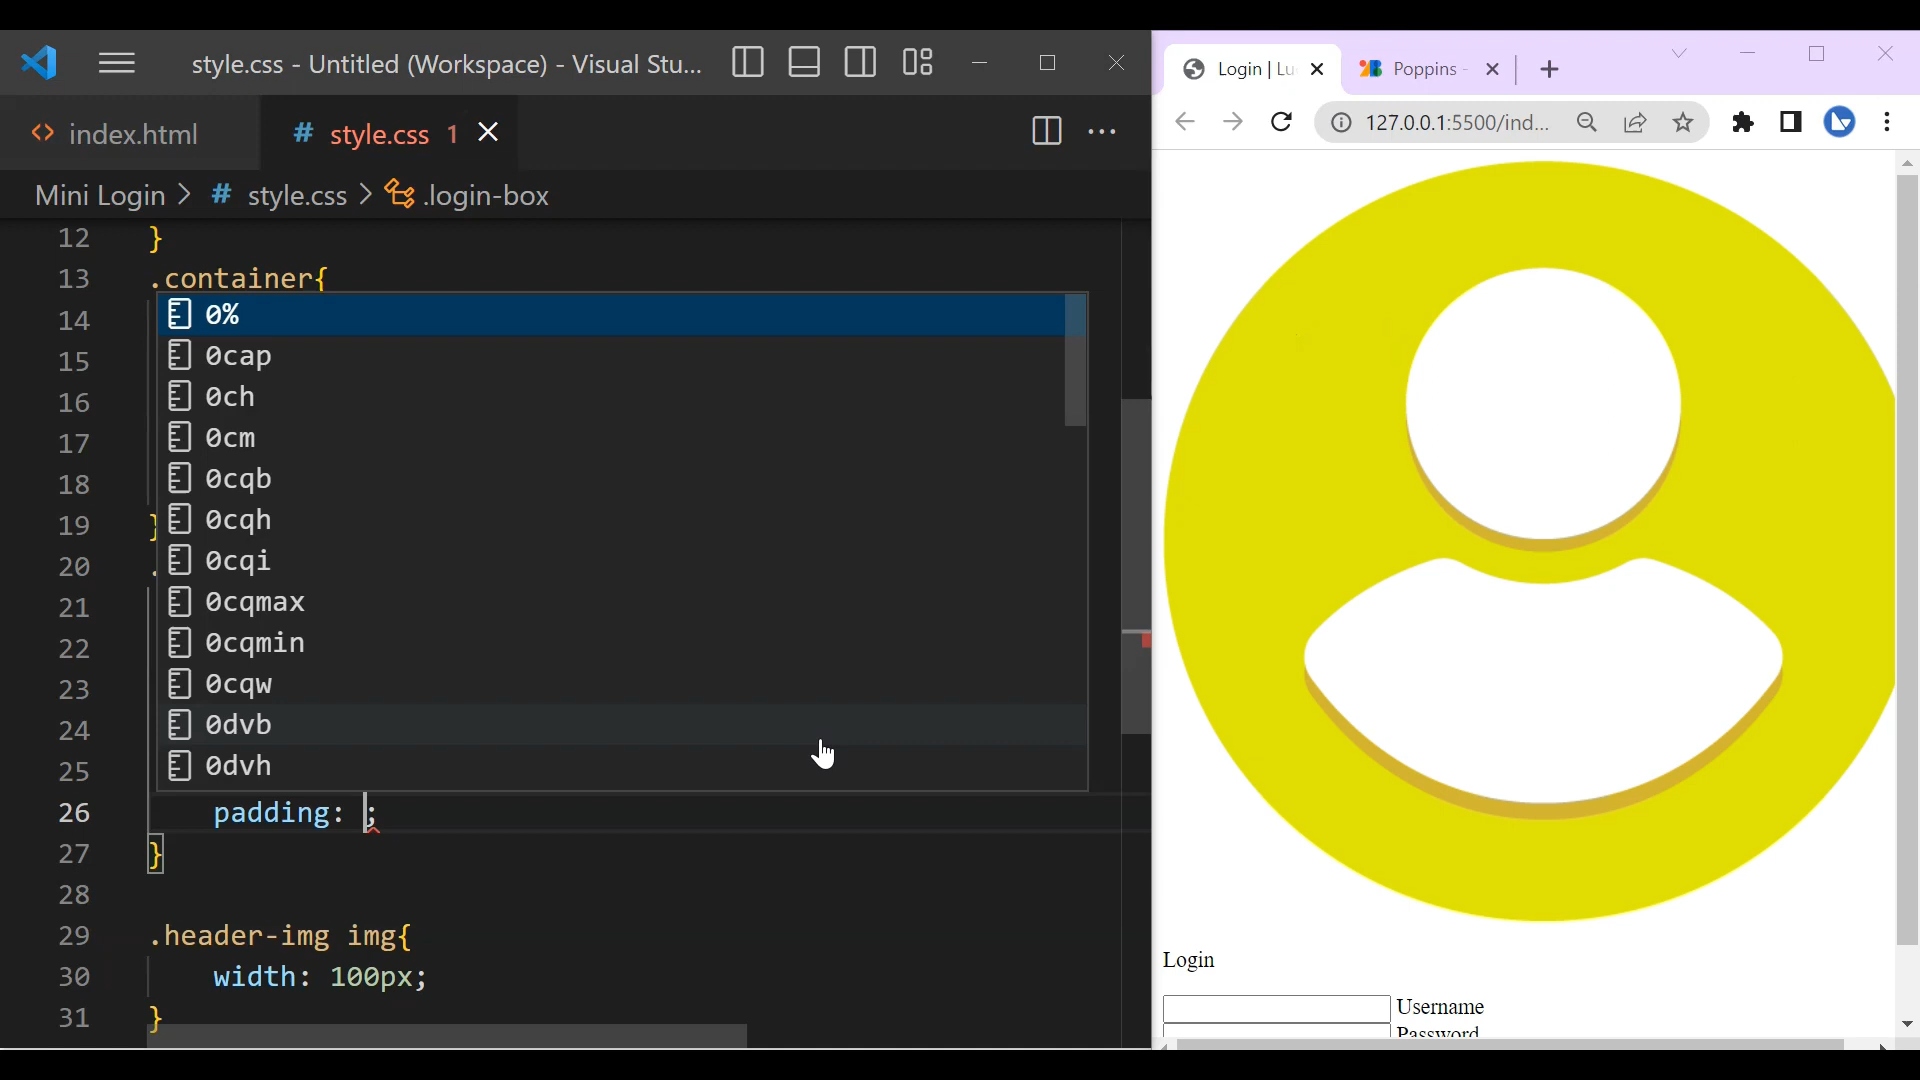 style.css - Untitled (Workspace) - Visual Stu...
index.html
# style.css 1
Mini Login > # style.css > .login-box
12 }
13 .container{
14
15
16
17
18
19 }
20 .
21
22
23
24
25
0%
0cap
0ch
0cm
0cqb
0cqh
0cqi
0cqmax
0cqmin
0cqw
0dvb
0dvh
26 padding: ;
27 }
28
29 .header-img img{
30 width: 100px;
31 }
Login | Lu
Poppins -
127.0.0.1:5500/ind...
Login
Username
Password